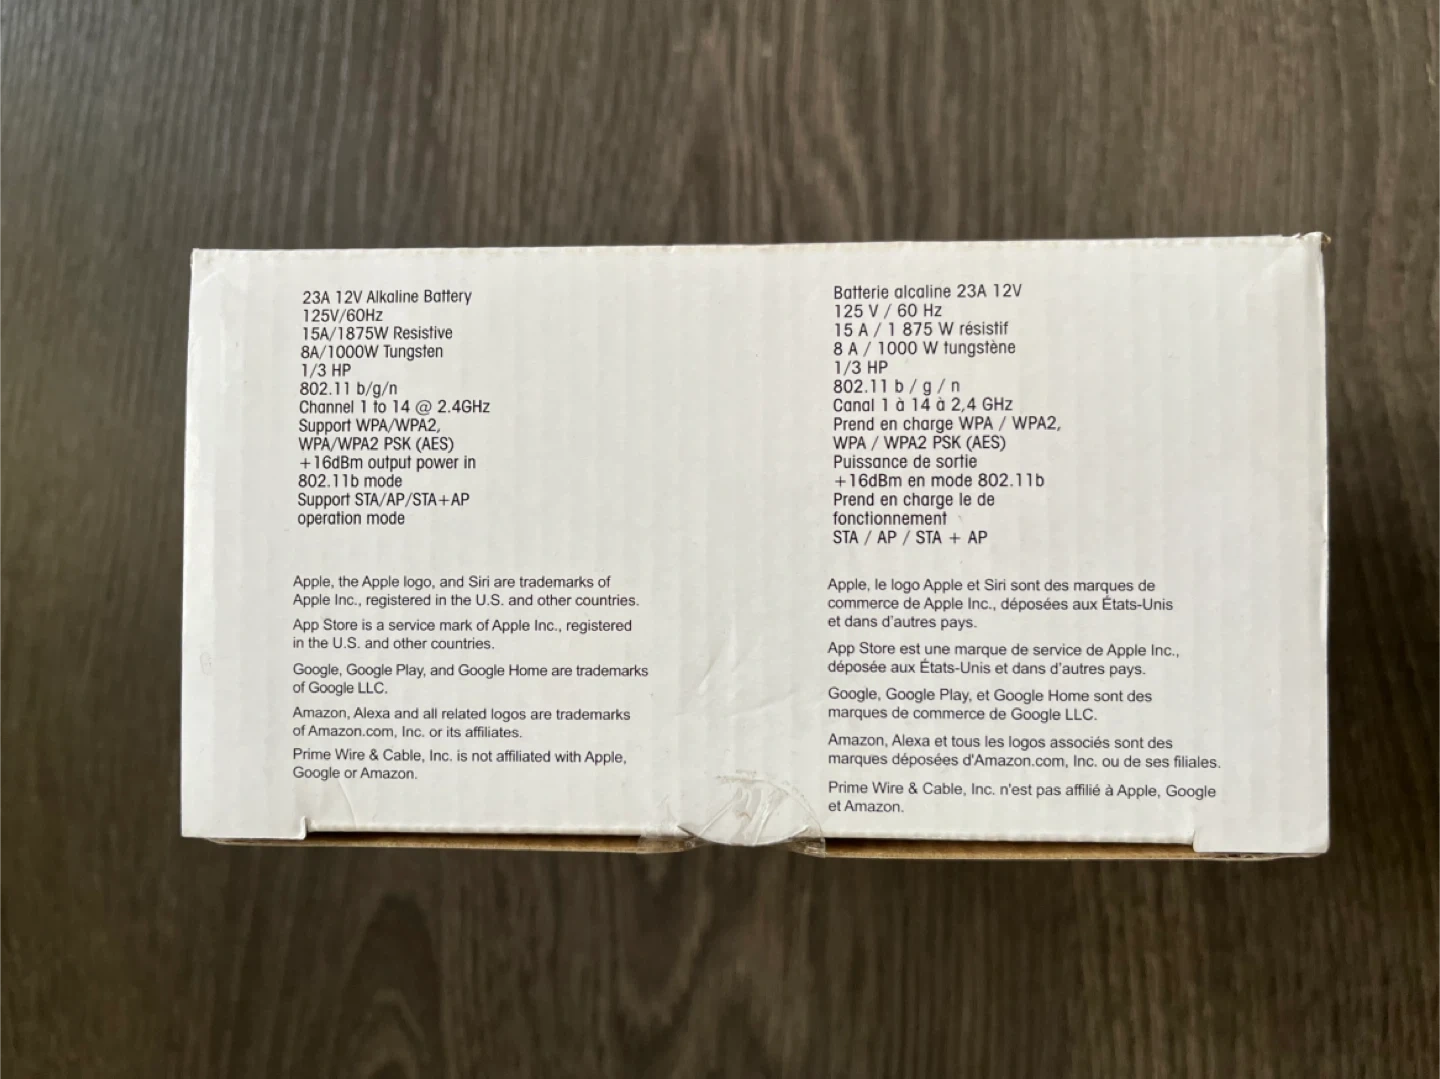 23A 12V Alkaline Battery
125V/60Hz
15A/1875W Resistive
8A/1000W Tungsten
1/3 HP
802.11 b/g/n
Channel 1 to 14 @ 2.4GHz
Support WPA/WPA2,
WPA/WPA2 PSK (AES)
+16dBm output power in
802.11b mode
Support STA/AP/STA+AP
operation mode
Apple, the Apple logo, and Siri are trademarks of
Apple Inc., registered in the U.S. and other countries.
App Store is a service mark of Apple Inc., registered
in the U.S. and other countries.
Google, Google Play, and Google Home are trademarks
of Google LLC.
Amazon, Alexa and all related logos are trademarks
of Amazon.com, Inc. or its affiliates.
Prime Wire & Cable, Inc. is not affiliated with Apple,
Google or Amazon.
Batterie alcaline 23A 12V
125 V / 60 Hz
15 A / 1 875 W résistif
8 A / 1000 W tungstène
1/3 HP
802.11 b / g / n
Canal 1 à 14 à 2,4 GHz
Prend en charge WPA / WPA2,
WPA / WPA2 PSK (AES)
Puissance de sortie
+16dBm en mode 802.11b
Prend en charge le de
fonctionnement
STA / AP / STA + AP
Apple, le logo Apple et Siri sont des marques de
commerce de Apple Inc., déposées aux États-Unis
et dans d'autres pays.
App Store est une marque de service de Apple Inc.,
déposée aux États-Unis et dans d'autres pays.
Google, Google Play, et Google Home sont des
marques de commerce de Google LLC.
Amazon, Alexa et tous les logos associés sont des
marques déposées d'Amazon.com, Inc. ou de ses filiales.
Prime Wire & Cable, Inc. n'est pas affilié à Apple, Google
et Amazon.